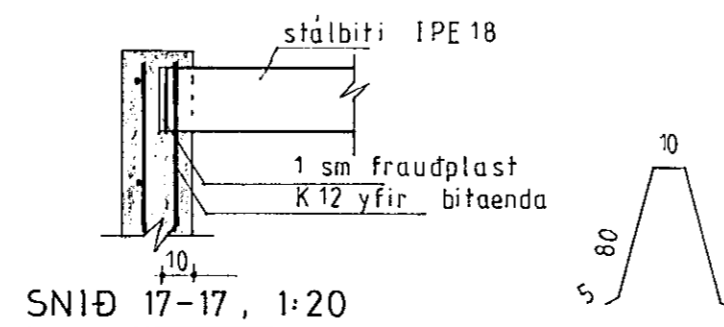 stálbiti IPE 18
1 sm frauðplast
K 12 yfir bitaenda
10
SNIÐ 17-17, 1:20
10
80
5